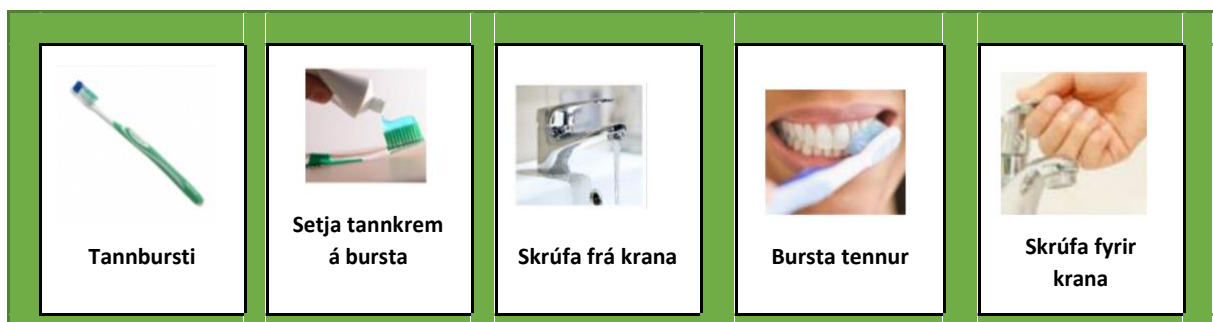 Tannbursti
Setja tannkrem
á bursta
Skrúfa frá krana
Bursta tennur
Skrúfa fyrir
krana